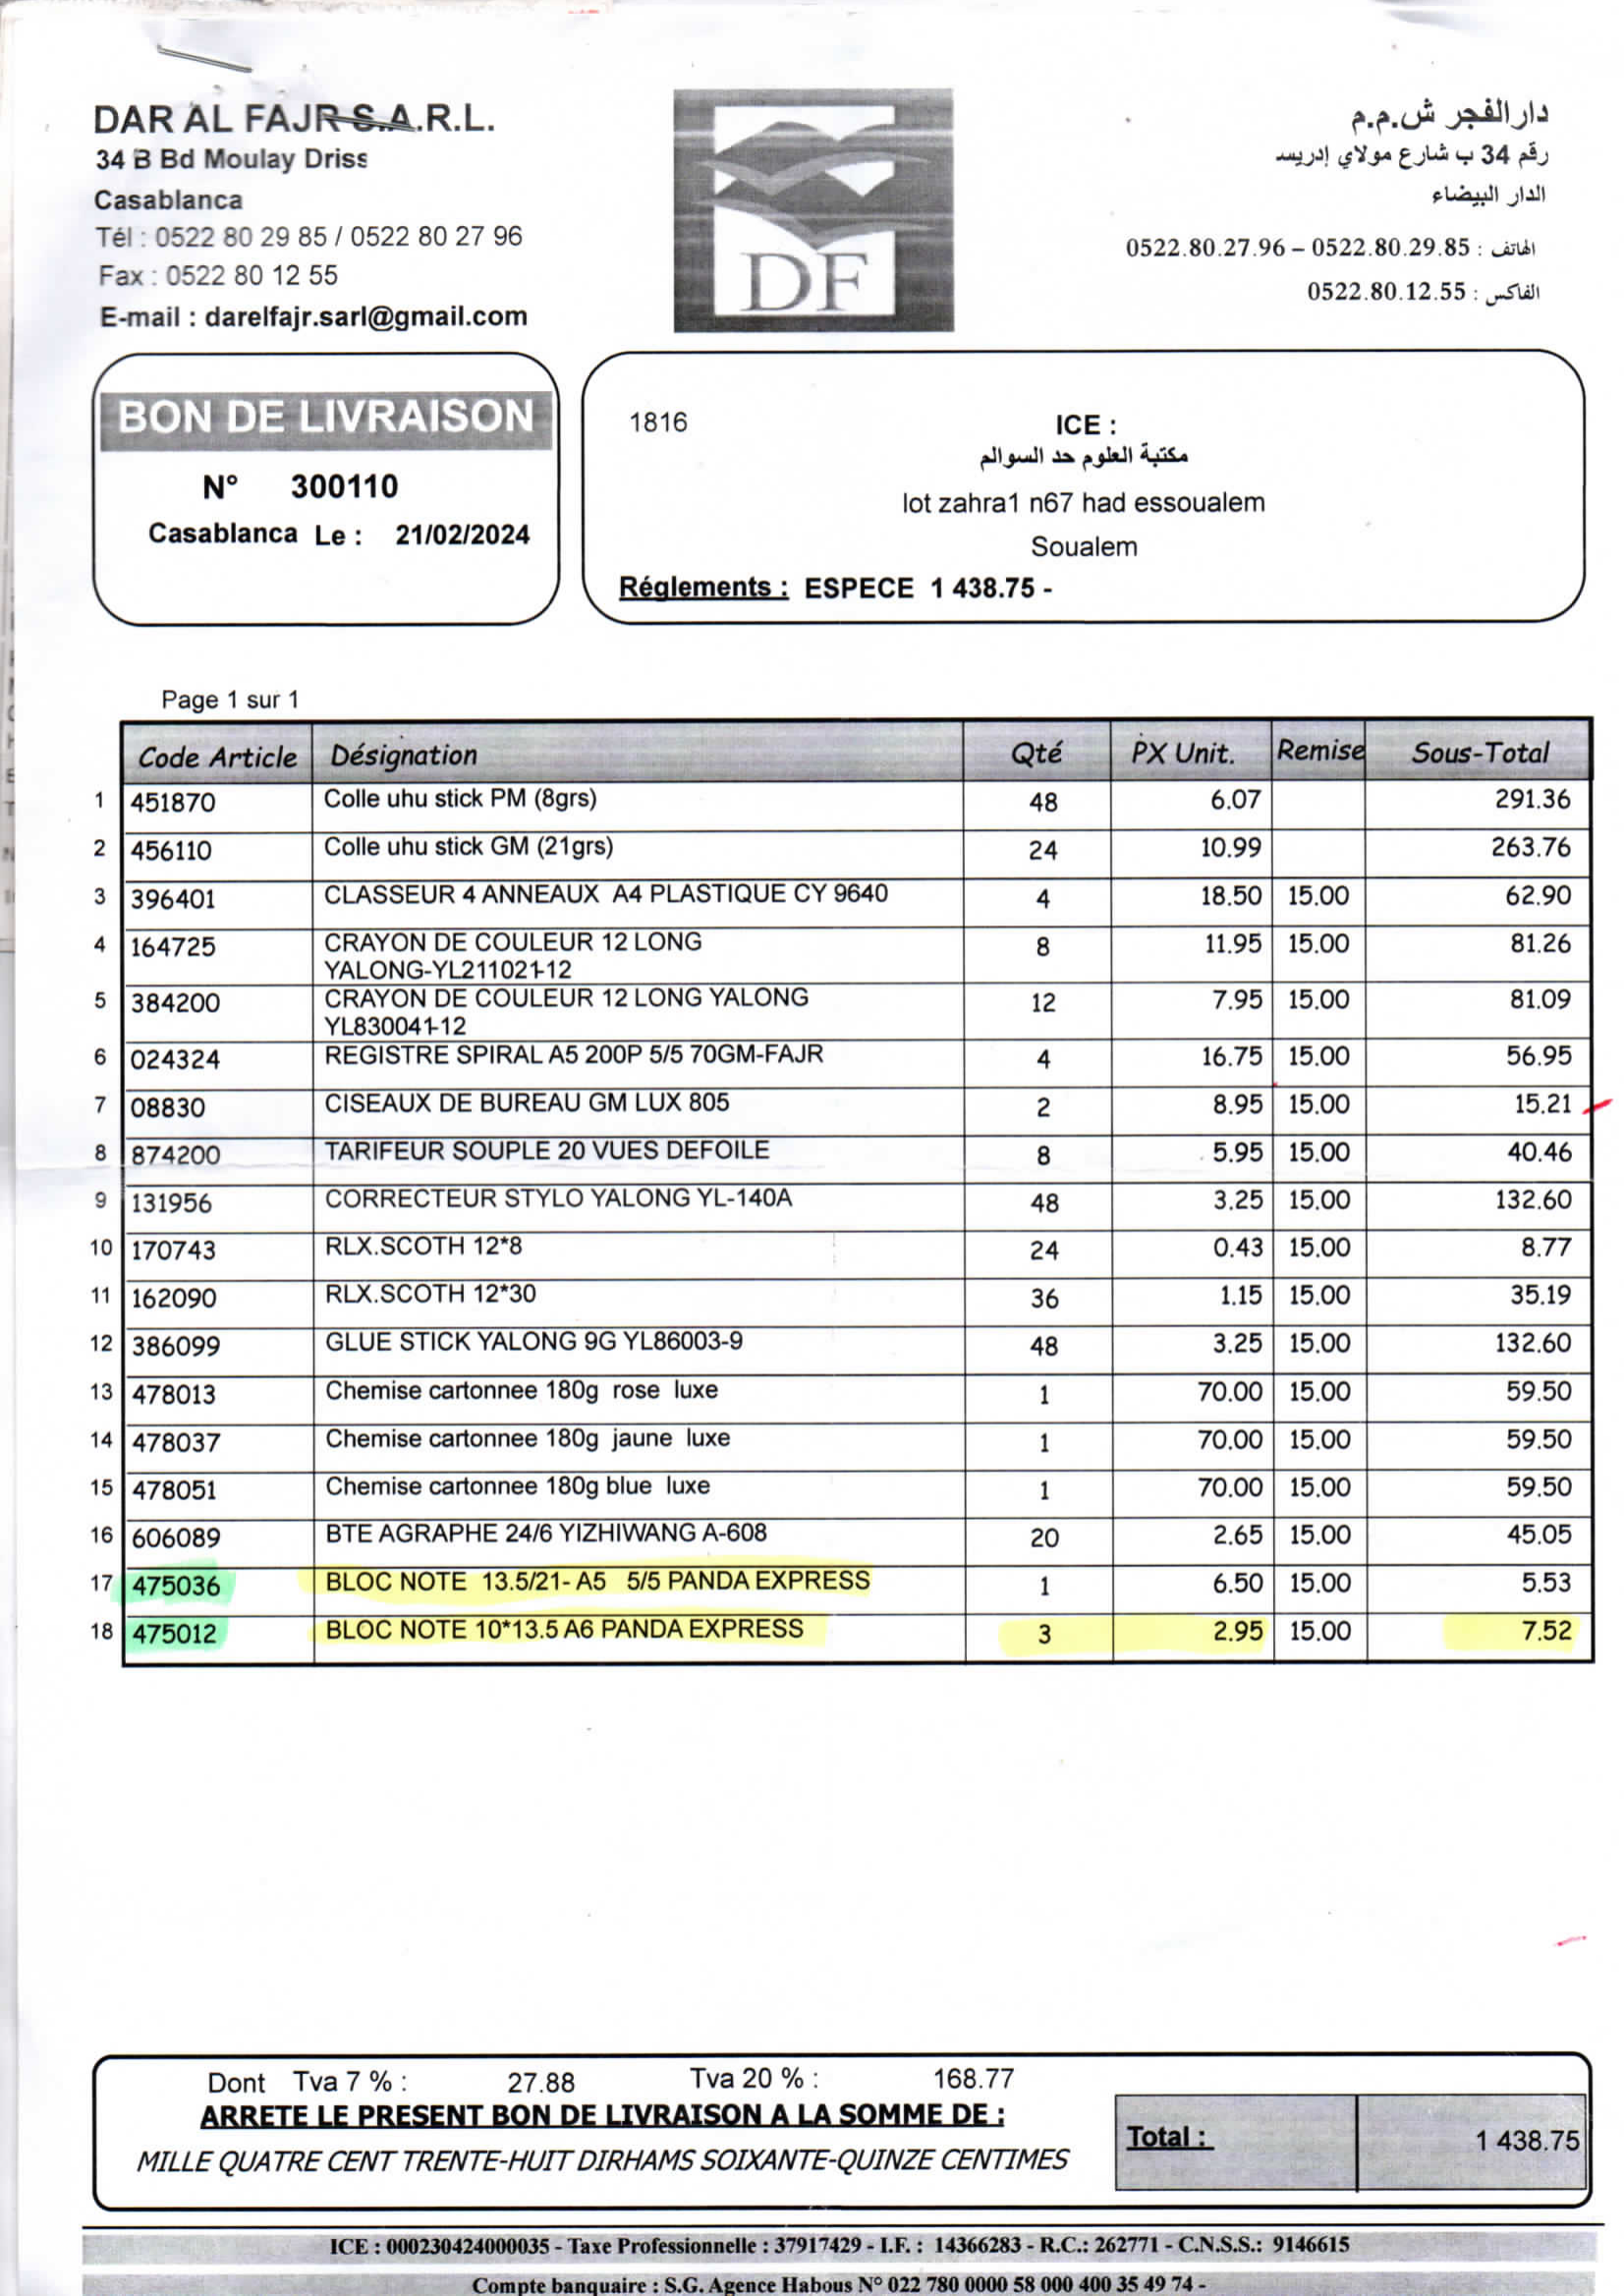 DAR AL FAJR S.A.R.L.
34 B Bd Moulay Driss
Casablanca
Tél : 0522 80 29 85 / 0522 80 27 96
Fax : 0522 80 12 55
E-mail : darelfajr.sarl@gmail.com
DF
دار الفجر ش.م.م
رقم 34 ب شارع مولاي إدريس
الدار البيضاء
الهاتف : 0522.80.29.85 – 0522.80.27.96
الفاكس : 0522.80.12.55
BON DE LIVRAISON
N° 300110
Casablanca Le : 21/02/2024
1816 ICE :
مكتبة العلوم حد السوالم
lot zahra1 n67 had essoualem
Soualem
Réglements : ESPECE 1 438.75 -
Page 1 sur 1
Code Article Désignation Qté PX Unit. Remise Sous-Total
1 451870 Colle uhu stick PM (8grs) 48 6.07 291.36
2 456110 Colle uhu stick GM (21grs) 24 10.99 263.76
3 396401 CLASSEUR 4 ANNEAUX A4 PLASTIQUE CY 9640 4 18.50 15.00 62.90
4 164725 CRAYON DE COULEUR 12 LONG 8 11.95 15.00 81.26
YALONG-YL211021-12
5 384200 CRAYON DE COULEUR 12 LONG YALONG 12 7.95 15.00 81.09
YL830041-12
6 024324 REGISTRE SPIRAL A5 200P 5/5 70GM-FAJR 4 16.75 15.00 56.95
7 08830 CISEAUX DE BUREAU GM LUX 805 2 8.95 15.00 15.21
8 874200 TARIFEUR SOUPLE 20 VUES DEFOILE 8 5.95 15.00 40.46
9 131956 CORRECTEUR STYLO YALONG YL-140A 48 3.25 15.00 132.60
10 170743 RLX.SCOTH 12*8 24 0.43 15.00 8.77
11 162090 RLX.SCOTH 12*30 36 1.15 15.00 35.19
12 386099 GLUE STICK YALONG 9G YL86003-9 48 3.25 15.00 132.60
13 478013 Chemise cartonnee 180g rose luxe 1 70.00 15.00 59.50
14 478037 Chemise cartonnee 180g jaune luxe 1 70.00 15.00 59.50
15 478051 Chemise cartonnee 180g blue luxe 1 70.00 15.00 59.50
16 606089 BTE AGRAPHE 24/6 YIZHIWANG A-608 20 2.65 15.00 45.05
17 475036 BLOC NOTE 13.5/21- A5 5/5 PANDA EXPRESS 1 6.50 15.00 5.53
18 475012 BLOC NOTE 10*13.5 A6 PANDA EXPRESS 3 2.95 15.00 7.52
Dont Tva 7 % : 27.88 Tva 20 % : 168.77
ARRETE LE PRESENT BON DE LIVRAISON A LA SOMME DE :
MILLE QUATRE CENT TRENTE-HUIT DIRHAMS SOIXANTE-QUINZE CENTIMES
Total : 1 438.75
ICE : 000230424000035 - Taxe Professionnelle : 37917429 - I.F. : 14366283 - R.C.: 262771 - C.N.S.S.: 9146615
Compte banquaire : S.G. Agence Habous N° 022 780 0000 58 000 400 35 49 74 -